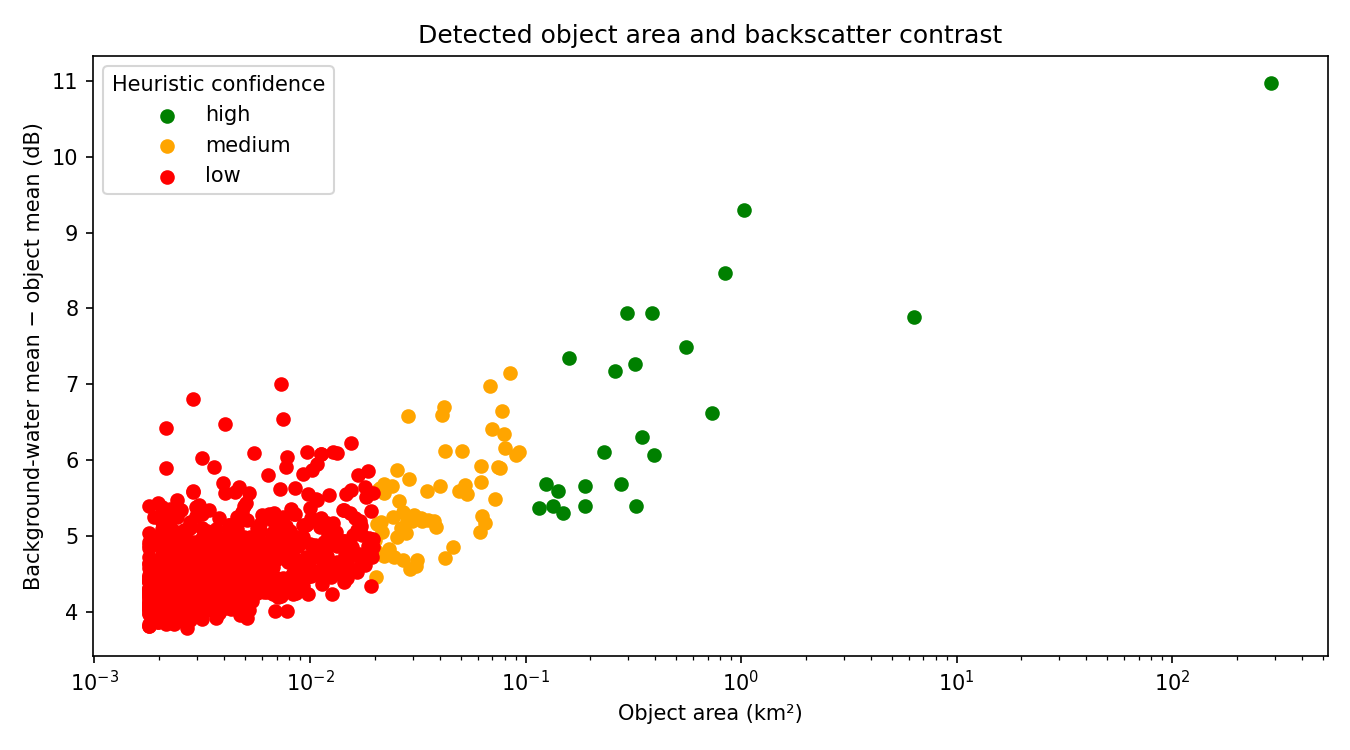 Detected object area and backscatter contrast
Background-water mean − object mean (dB)
11
10
9
8
7
6
5
4
Heuristic confidence
high
medium
low
10⁻³
10⁻²
10⁻¹
10⁰
10¹
10²
Object area (km²)